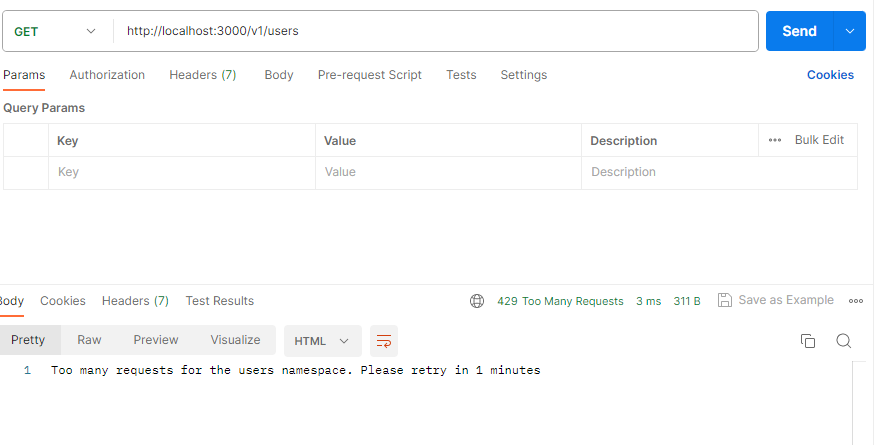 GET http://localhost:3000/v1/users Send
Params Authorization Headers (7) Body Pre-request Script Tests Settings Cookies
Query Params
Key Value Description ••• Bulk Edit
Key Value Description
Body Cookies Headers (7) Test Results 429 Too Many Requests 3 ms 311 B Save as Example
Pretty Raw Preview Visualize HTML
1 Too many requests for the users namespace. Please retry in 1 minutes